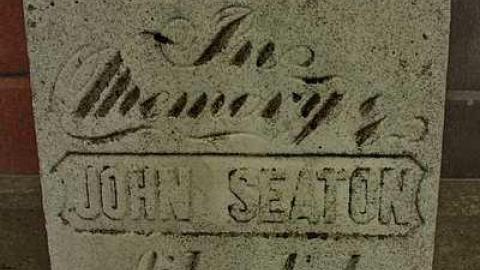 In
Memory of
JOHN SEATON